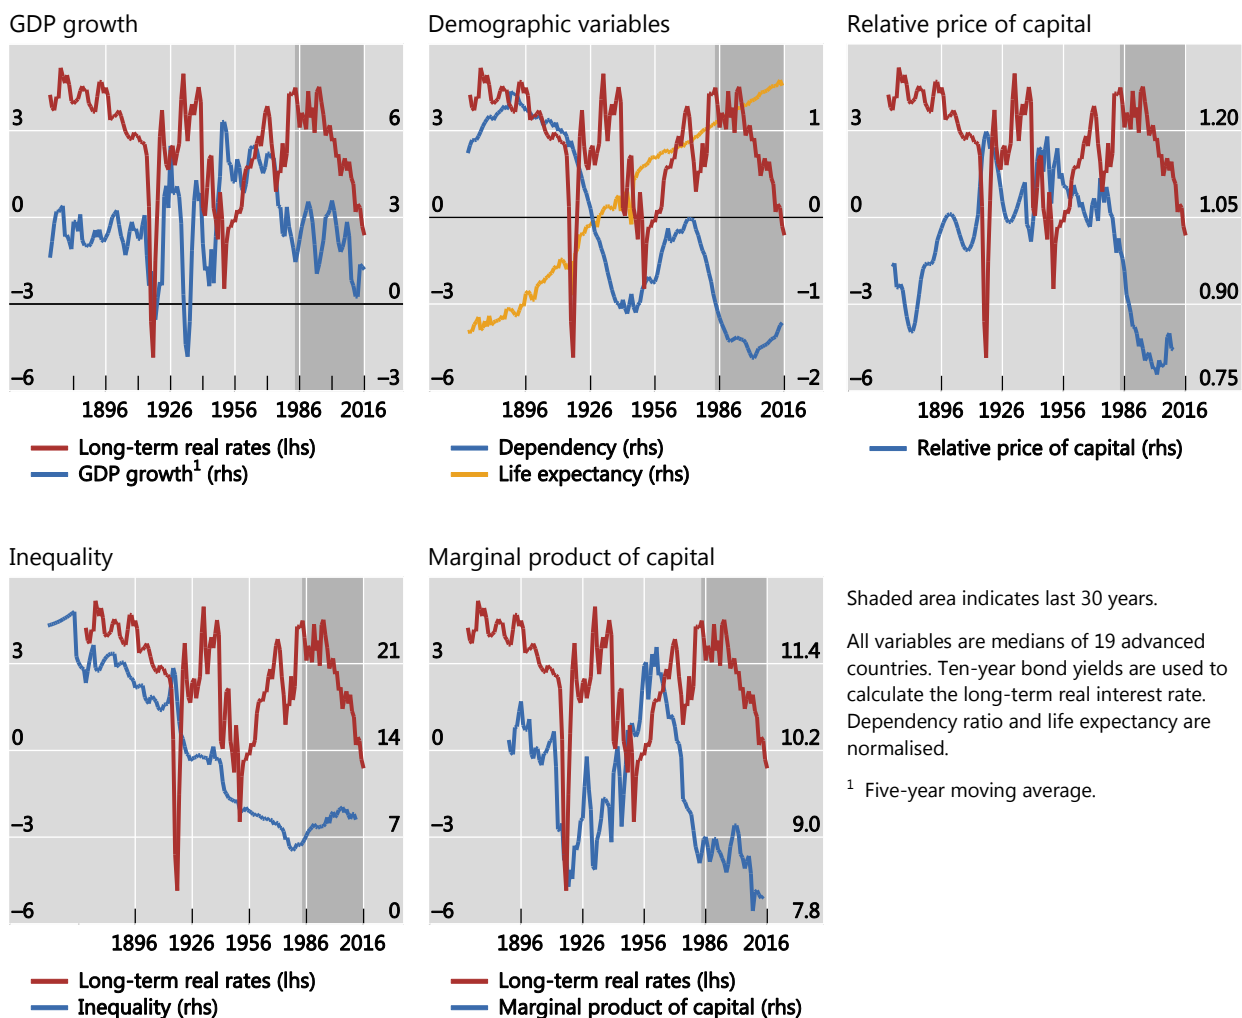 GDP growth
Demographic variables
Relative price of capital
3 6
0 3
–3 0
–6 –3
1896 1926 1956 1986 2016
3 1
0 0
–3 –1
–6 –2
1896 1926 1956 1986 2016
3 1.20
0 1.05
–3 0.90
–6 0.75
1896 1926 1956 1986 2016
Long-term real rates (lhs)
GDP growth¹ (rhs)
Dependency (rhs)
Life expectancy (rhs)
Relative price of capital (rhs)
Inequality
Marginal product of capital
3 21
0 14
–3 7
–6 0
1896 1926 1956 1986 2016
3 11.4
0 10.2
–3 9.0
–6 7.8
1896 1926 1956 1986 2016
Long-term real rates (lhs)
Inequality (rhs)
Long-term real rates (lhs)
Marginal product of capital (rhs)
Shaded area indicates last 30 years.
All variables are medians of 19 advanced
countries. Ten-year bond yields are used to
calculate the long-term real interest rate.
Dependency ratio and life expectancy are
normalised.
¹ Five-year moving average.